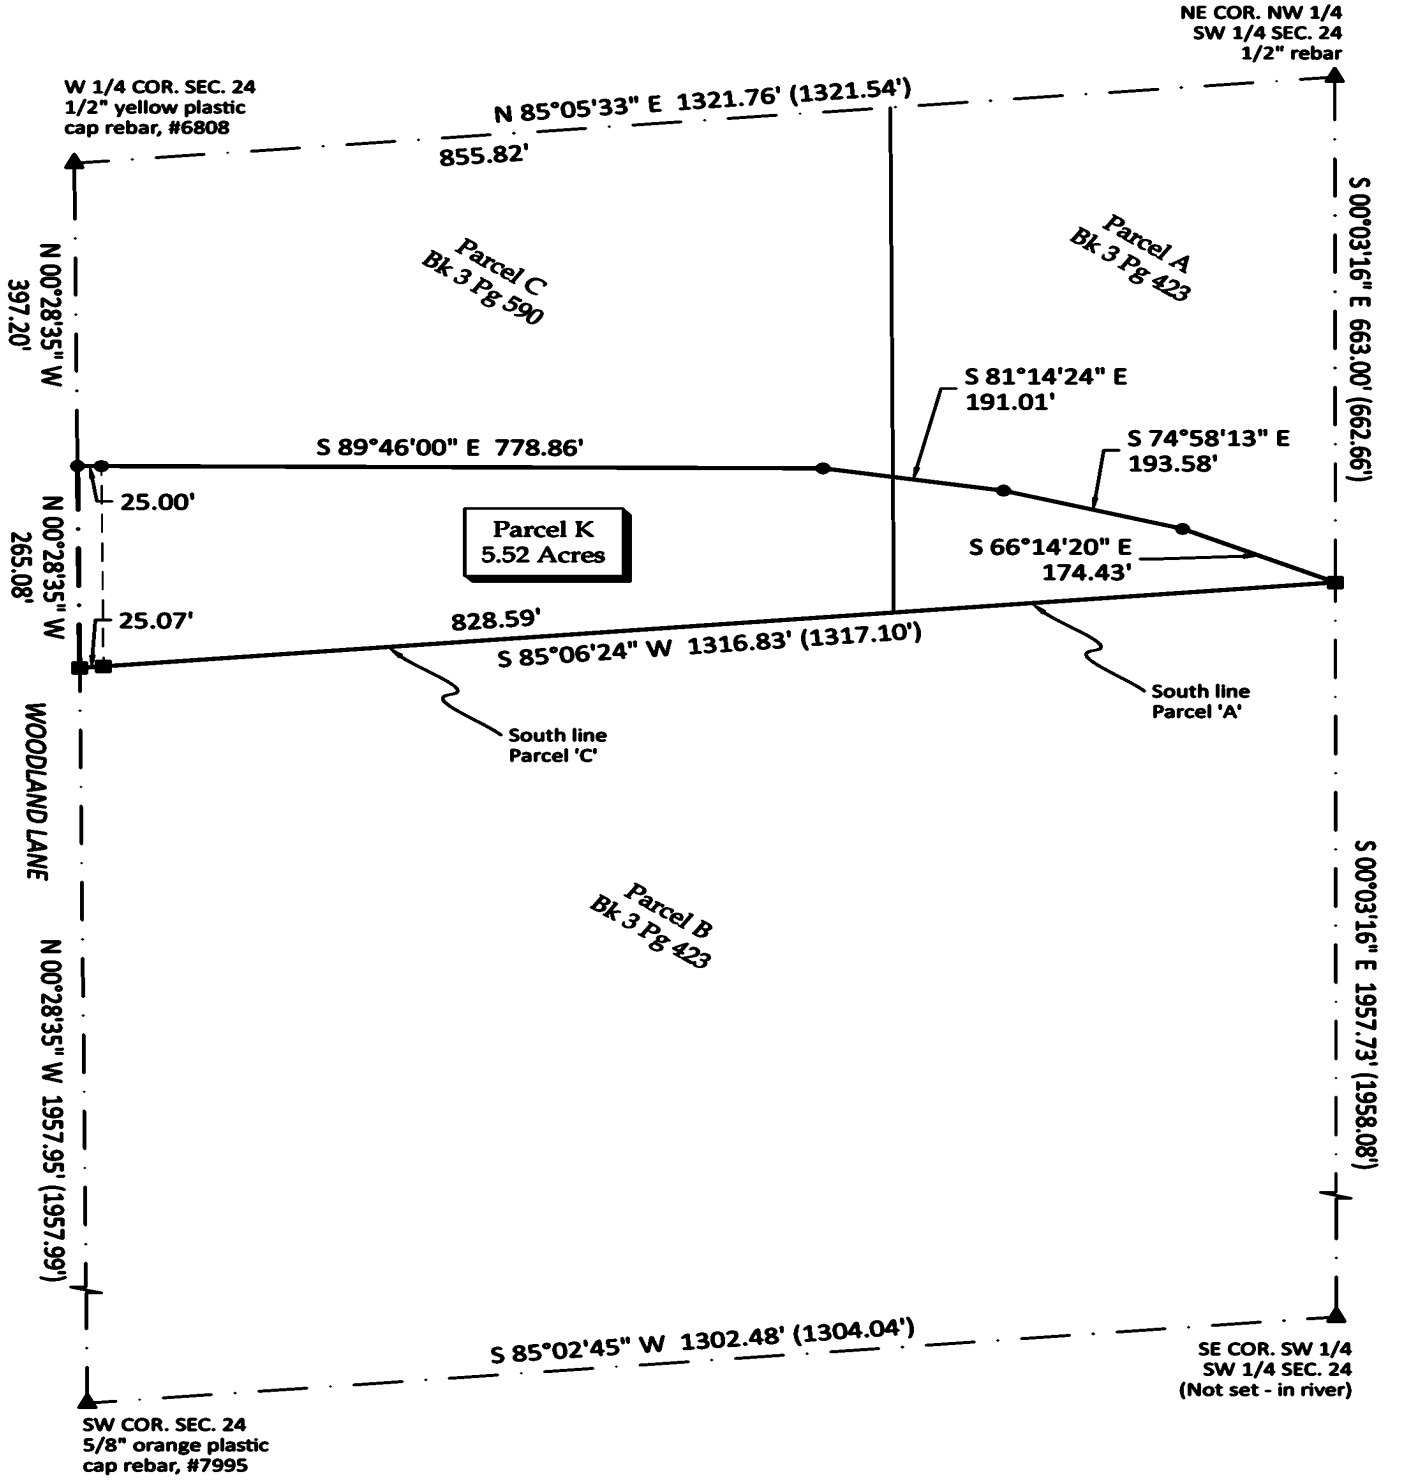 NE COR. NW 1/4
SW 1/4 SEC. 24
1/2" rebar
W 1/4 COR. SEC. 24
1/2" yellow plastic
cap rebar, #6808
N 85°05'33" E 1321.76' (1321.54')
855.82'
Parcel C
Bk 3 Pg 590
Parcel A
Bk 3 Pg 423
N 00°28'35" W
397.20'
S 00°03'16" E 663.00' (662.66')
S 81°14'24" E
191.01'
S 89°46'00" E 778.86'
S 74°58'13" E
193.58'
25.00'
Parcel K
5.52 Acres
S 66°14'20" E
174.43'
N 00°28'35" W
265.08'
25.07'
828.59'
S 85°06'24" W 1316.83' (1317.10')
South line
Parcel 'A'
South line
Parcel 'C'
WOODLAND LANE
Parcel B
Bk 3 Pg 423
N 00°28'35" W 1957.95' (1957.99')
S 00°03'16" E 1957.73' (1958.08')
S 85°02'45" W 1302.48' (1304.04')
SE COR. SW 1/4
SW 1/4 SEC. 24
(Not set - in river)
SW COR. SEC. 24
5/8" orange plastic
cap rebar, #7995